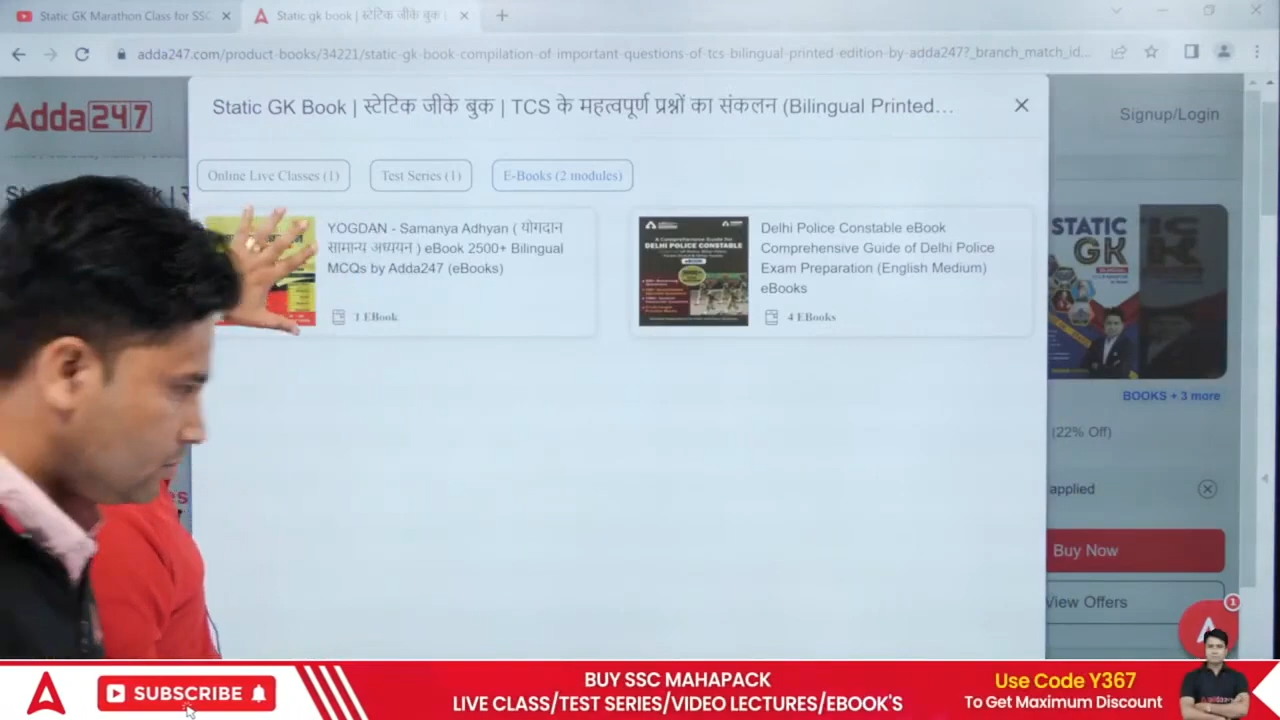 Static GK Marathon Class for SSC
Static gk book | स्टेटिक जीके बुक |
adda247.com/product-books/34221/static-gk-book-compilation-of-important-questions-of-tcs-bilingual-printed-edition-by-adda247?_branch_match_id...
Adda247
Static GK Book | स्टेटिक जीके बुक | TCS के महत्वपूर्ण प्रश्नों का संकलन (Bilingual Printed...
Signup/Login
Online Live Classes (1)
Test Series (1)
E-Books (2 modules)
YOGDAN - Samanya Adhyan ( योगदान
सामान्य अध्ययन ) eBook 2500+ Bilingual
MCQs by Adda247 (eBooks)
1 EBook
DELHI POLICE CONSTABLE
Delhi Police Constable eBook
Comprehensive Guide of Delhi Police
Exam Preparation (English Medium)
eBooks
4 EBooks
STATIC
GK
BOOKS + 3 more
(22% Off)
applied
Buy Now
View Offers
1
SUBSCRIBE
BUY SSC MAHAPACK
LIVE CLASS/TEST SERIES/VIDEO LECTURES/EBOOK'S
Use Code Y367
To Get Maximum Discount